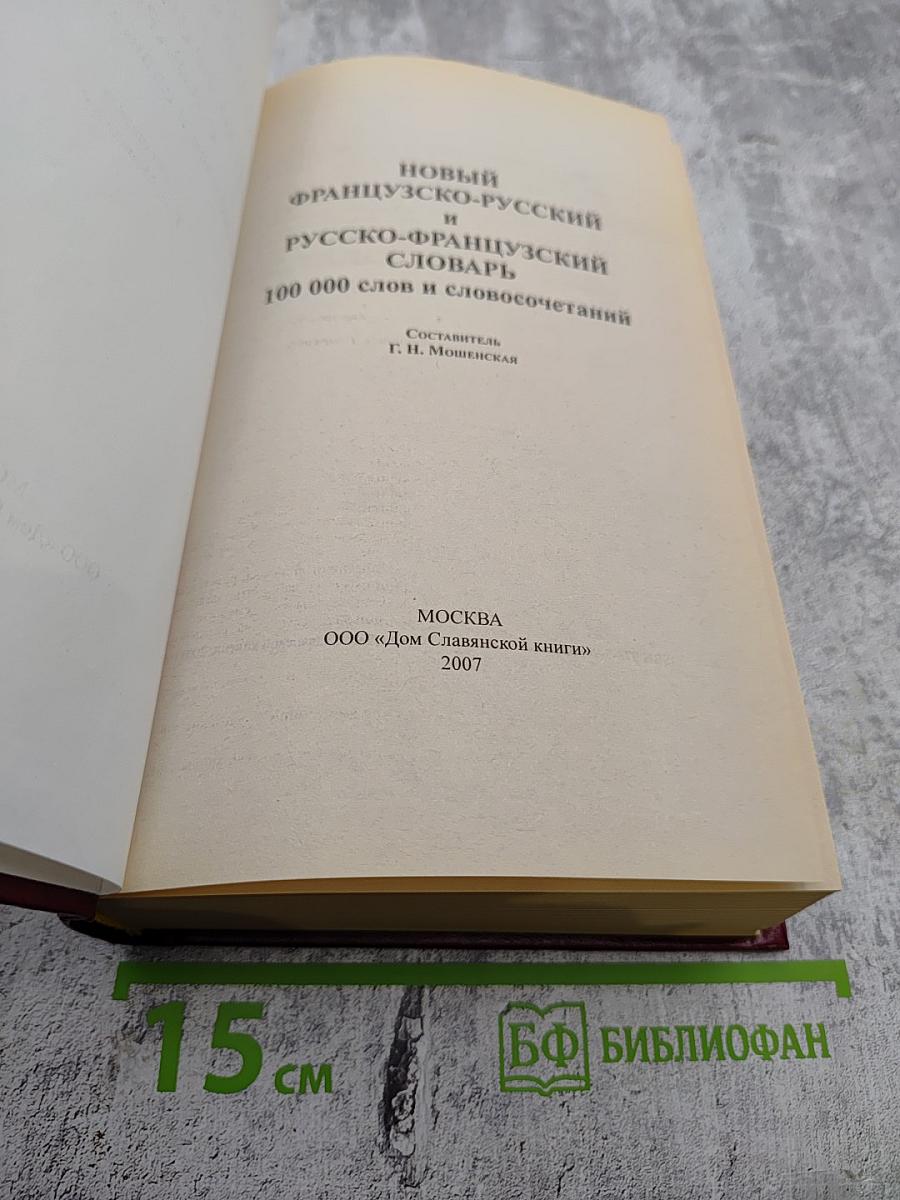 НОВЫЙ
ФРАНЦУЗСКО-РУССКИЙ
и
РУССКО-ФРАНЦУЗСКИЙ
СЛОВАРЬ
100 000 слов и словосочетаний
Составитель
Г. Н. Мошенская
МОСКВА
ООО «Дом Славянской книги»
2007
15 см
БФ БИБЛИОФАН